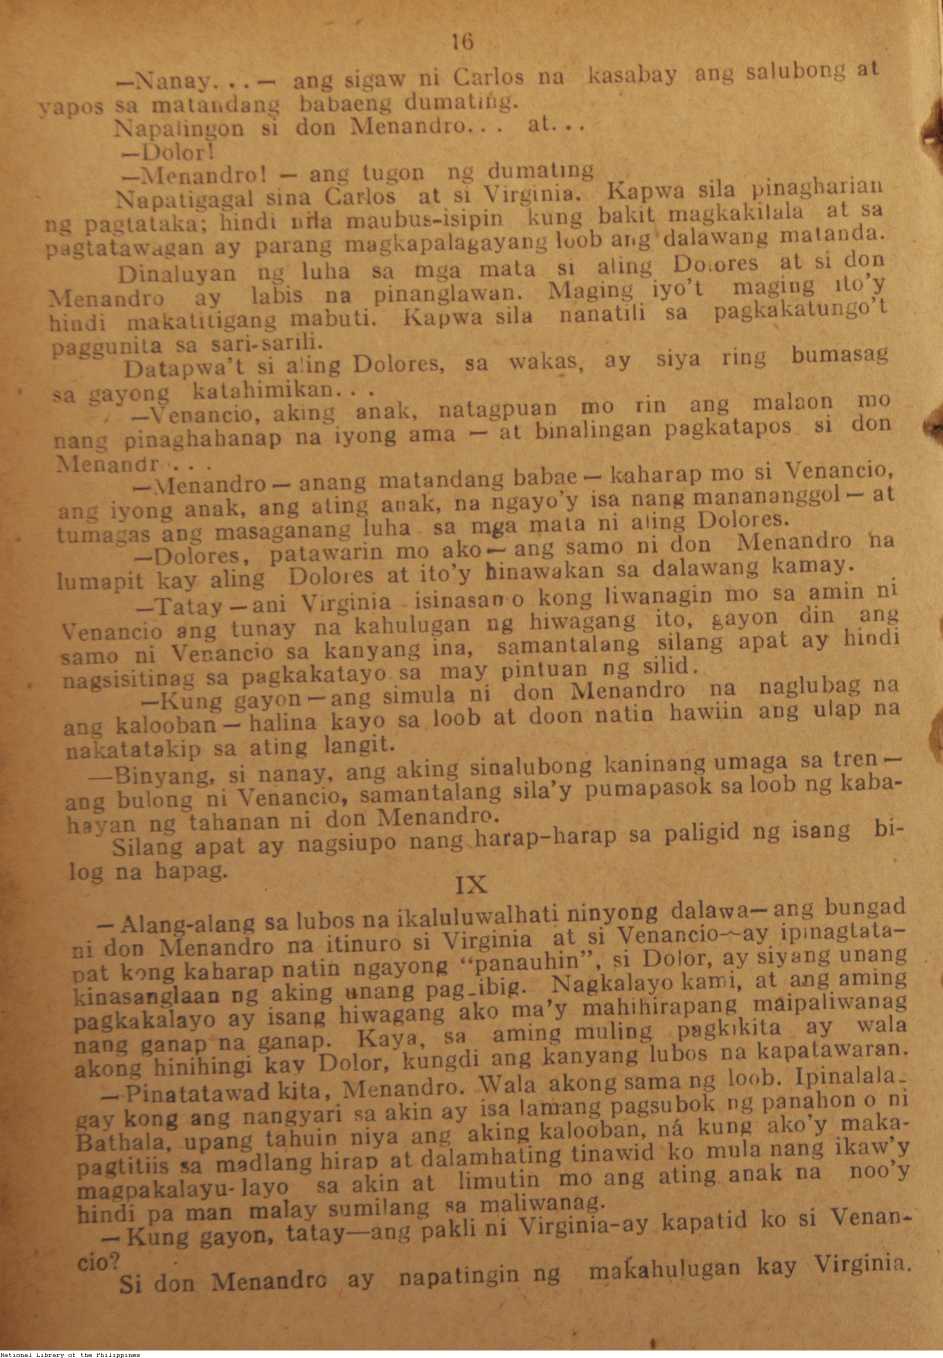 16
—Nanay. . . — ang sigaw ni Carlos na kasabay ang salubong at
yapos sa matandang babaeng dumating.
Napalingon si don Menandro. . . at. . .
—Dolor!
—Menandro! — ang tugon ng dumating
Napatigagal sina Carlos at si Virginia. Kapwa sila pinagharian
ng pagtataka; hindi nila maubus-isipin kung bakit magkakilala at sa
pagtatawagan ay parang magkapalagayang loob ang dalawang matanda.
Dinaluyan ng luha sa mga mata si aling Dolores at si don
Menandro ay labis na pinanglawan. Maging iyo't maging ito'y
hindi makatitigang mabuti. Kapwa sila nanatili sa pagkakatungo't
paggunita sa sari-sarili.
Datapwa't si aling Dolores, sa wakas, ay siya ring bumasag
sa gayong katahimikan. . .
—Venancio, aking anak, natagpuan mo rin ang malaon mo
nang pinaghahanap na iyong ama — at binalingan pagkatapos si don
Menandr . . .
—Menandro — anang matandang babae — kaharap mo si Venancio,
ang iyong anak, ang ating anak, na ngayo'y isa nang manananggol — at
tumagas ang masaganang luha sa mga mata ni aling Dolores.
—Dolores, patawarin mo ako — ang samo ni don Menandro na
lumapit kay aling Dolores at ito'y hinawakan sa dalawang kamay.
—Tatay — ani Virginia isinasamo kong liwanagin mo sa amin ni
Venancio ang tunay na kahulugan ng hiwagang ito, gayon din ang
samo ni Venancio sa kanyang ina, samantalang silang apat ay hindi
nagsisitinag sa pagkakatayo sa may pintuan ng silid.
—Kung gayon — ang simula ni don Menandro na naglubag na
ang kalooban — halina kayo sa loob at doon natin hawiin ang ulap na
nakatatakip sa ating langit.
—Binyang, si nanay, ang aking sinalubong kaninang umaga sa tren —
ang bulong ni Venancio, samantalang sila'y pumapasok sa loob ng kaba-
hayan ng tahanan ni don Menandro.
Silang apat ay nagsiupo nang harap-harap sa paligid ng isang bi-
log na hapag.
IX
— Alang-alang sa lubos na ikaluluwalhati ninyong dalawa — ang bungad
ni don Menandro na itinuro si Virginia at si Venancio — ay ipinagtata-
pat kong kaharap natin ngayong "panauhin", si Dolor, ay siyang unang
kinasanglaan ng aking unang pag-ibig. Nagkalayo kami, at ang aming
pagkakalayo ay isang hiwagang ako ma'y mahihirapang maipaliwanag
nang ganap na ganap. Kaya, sa aming muling pagkikita ay wala
akong hinihingi kay Dolor, kungdi ang kanyang lubos na kapatawaran.
—Pinatatawad kita, Menandro. Wala akong sama ng loob. Ipinalala-
gay kong ang nangyari sa akin ay isa lamang pagsubok ng panahon o ni
Bathala, upang tahuin niya ang aking kalooban, ná kung ako'y maka-
pagtitiis sa madlang hirap at dalamhating tinawid ko mula nang ikaw'y
magpakalayu-layo sa akin at limutin mo ang ating anak na noo'y
hindi pa man malay sumilang sa maliwanag.
— Kung gayon, tatay—ang pakli ni Virginia-ay kapatid ko si Venan-
cio?
Si don Menandro ay napatingin ng makahulugan kay Virginia.
National Library of the Philippines